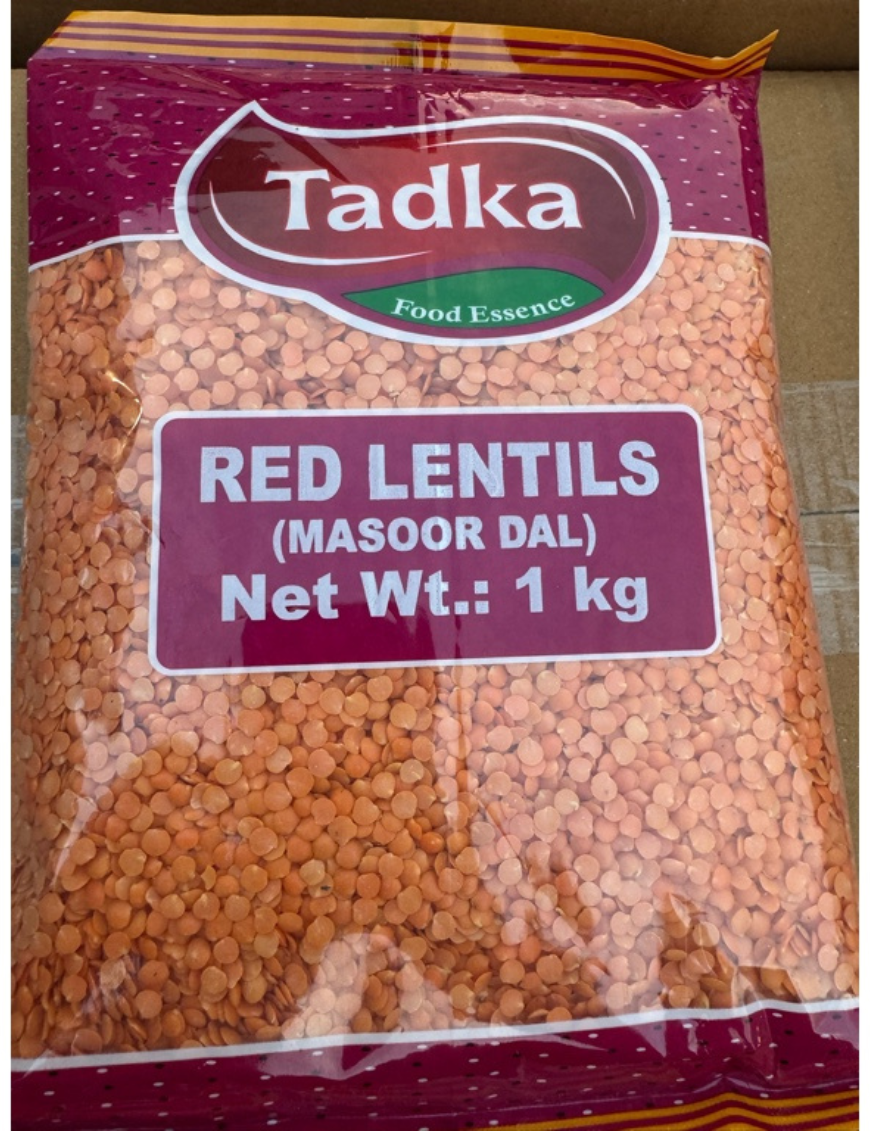 Tadka
Food Essence
RED LENTILS
(MASOOR DAL)
Net Wt.: 1 kg